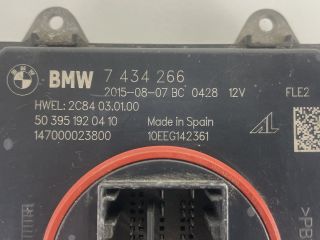 BMW 7 434 266
2015-08-07 BC 0428 12V FLE2
HWEL: 2C84 03.01.00
50 395 192 04 10 Made in Spain
147000023800 10EEG142361
>PB